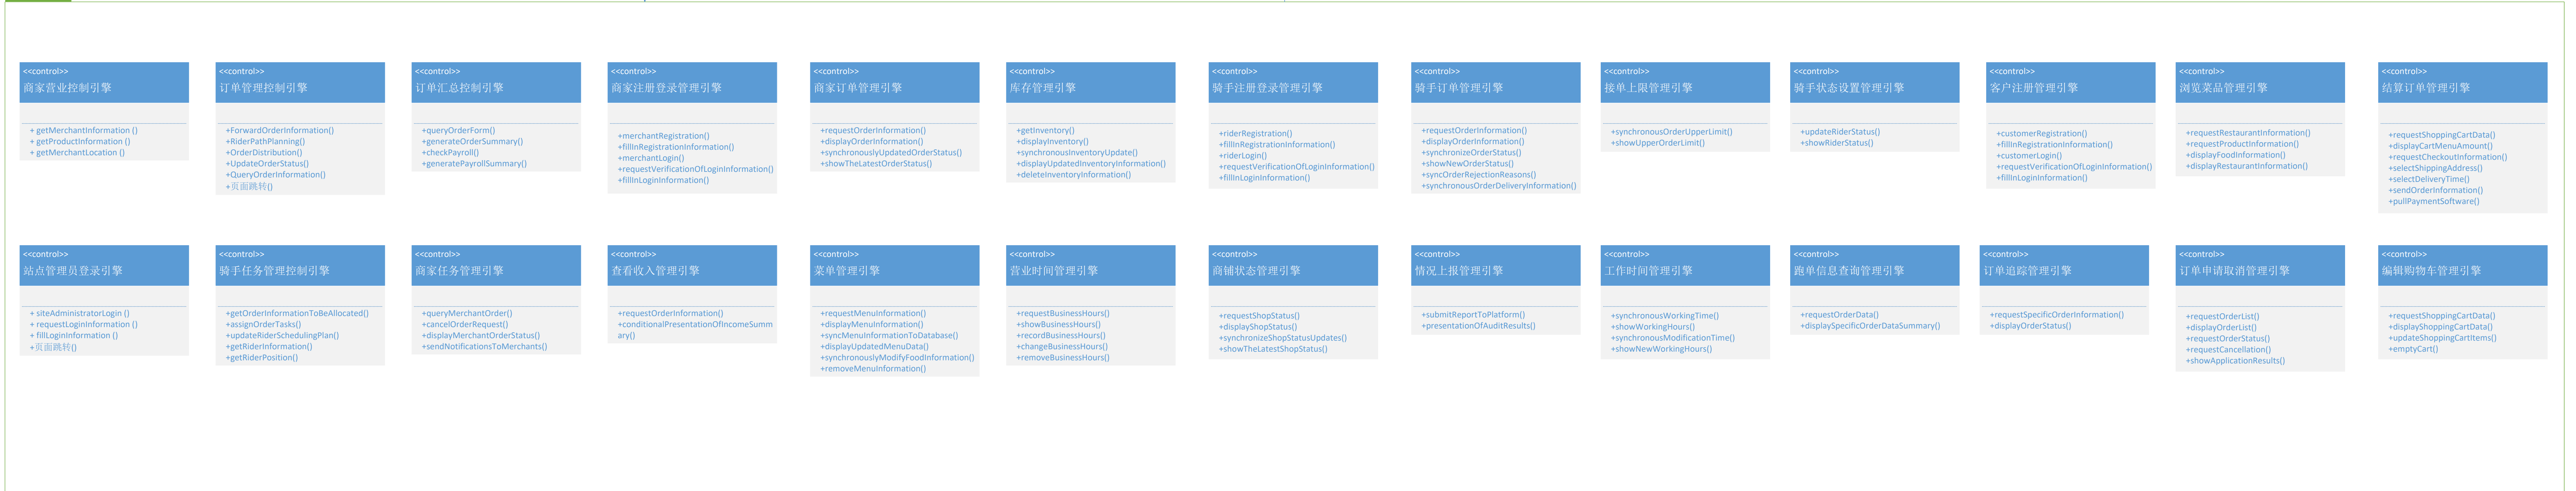 <<control>>
商家营业控制引擎
+ getMerchantInformation ()
+ getProductInformation ()
+ getMerchantLocation ()
<<control>>
订单管理控制引擎
+ForwardOrderInformation()
+RiderPathPlanning()
+OrderDistribution()
+UpdateOrderStatus()
+QueryOrderInformation()
+页面跳转()
<<control>>
订单汇总控制引擎
+queryOrderForm()
+generateOrderSummary()
+checkPayroll()
+generatePayrollSummary()
<<control>>
商家注册登录管理引擎
+merchantRegistration()
+fillInRegistrationInformation()
+merchantLogin()
+requestVerificationOfLoginInformation()
+fillInLoginInformation()
<<control>>
商家订单管理引擎
+requestOrderInformation()
+displayOrderInformation()
+synchronouslyUpdatedOrderStatus()
+showTheLatestOrderStatus()
<<control>>
库存管理引擎
+getInventory()
+displayInventory()
+synchronousInventoryUpdate()
+displayUpdatedInventoryInformation()
+deleteInventoryInformation()
<<control>>
骑手注册登录管理引擎
+riderRegistration()
+fillInRegistrationInformation()
+riderLogin()
+requestVerificationOfLoginInformation()
+fillInLoginInformation()
<<control>>
骑手订单管理引擎
+requestOrderInformation()
+displayOrderInformation()
+synchronizeOrderStatus()
+showNewOrderStatus()
+syncOrderRejectionReasons()
+synchronousOrderDeliveryInformation()
<<control>>
接单上限管理引擎
+synchronousOrderUpperLimit()
+showUpperOrderLimit()
<<control>>
骑手状态设置管理引擎
+updateRiderStatus()
+showRiderStatus()
<<control>>
客户注册管理引擎
+customerRegistration()
+fillInRegistrationInformation()
+customerLogin()
+requestVerificationOfLoginInformation()
+fillInLoginInformation()
<<control>>
浏览菜品管理引擎
+requestRestaurantInformation()
+requestProductInformation()
+displayFoodInformation()
+displayRestaurantInformation()
<<control>>
结算订单管理引擎
+requestShoppingCartData()
+displayCartMenuAmount()
+requestCheckoutInformation()
+selectShippingAddress()
+selectDeliveryTime()
+sendOrderInformation()
+pullPaymentSoftware()
<<control>>
站点管理员登录引擎
+ siteAdministratorLogin ()
+ requestLoginInformation ()
+ fillLoginInformation ()
+页面跳转()
<<control>>
骑手任务管理控制引擎
+getOrderInformationToBeAllocated()
+assignOrderTasks()
+updateRiderSchedulingPlan()
+getRiderInformation()
+getRiderPosition()
<<control>>
商家任务管理引擎
+queryMerchantOrder()
+cancelOrderRequest()
+displayMerchantOrderStatus()
+sendNotificationsToMerchants()
<<control>>
查看收入管理引擎
+requestOrderInformation()
+conditionalPresentationOfIncomeSumm
ary()
<<control>>
菜单管理引擎
+requestMenuInformation()
+displayMenuInformation()
+syncMenuInformationToDatabase()
+displayUpdatedMenuData()
+synchronouslyModifyFoodInformation()
+removeMenuInformation()
<<control>>
营业时间管理引擎
+requestBusinessHours()
+showBusinessHours()
+recordBusinessHours()
+changeBusinessHours()
+removeBusinessHours()
<<control>>
商铺状态管理引擎
+requestShopStatus()
+displayShopStatus()
+synchronizeShopStatusUpdates()
+showTheLatestShopStatus()
<<control>>
情况上报管理引擎
+submitReportToPlatform()
+presentationOfAuditResults()
<<control>>
工作时间管理引擎
+synchronousWorkingTime()
+showWorkingHours()
+synchronousModificationTime()
+showNewWorkingHours()
<<control>>
跑单信息查询管理引擎
+requestOrderData()
+displaySpecificOrderDataSummary()
<<control>>
订单追踪管理引擎
+requestSpecificOrderInformation()
+displayOrderStatus()
<<control>>
订单申请取消管理引擎
+requestOrderList()
+displayOrderList()
+requestOrderStatus()
+requestCancellation()
+showApplicationResults()
<<control>>
编辑购物车管理引擎
+requestShoppingCartData()
+displayShoppingCartData()
+updateShoppingCartItems()
+emptyCart()